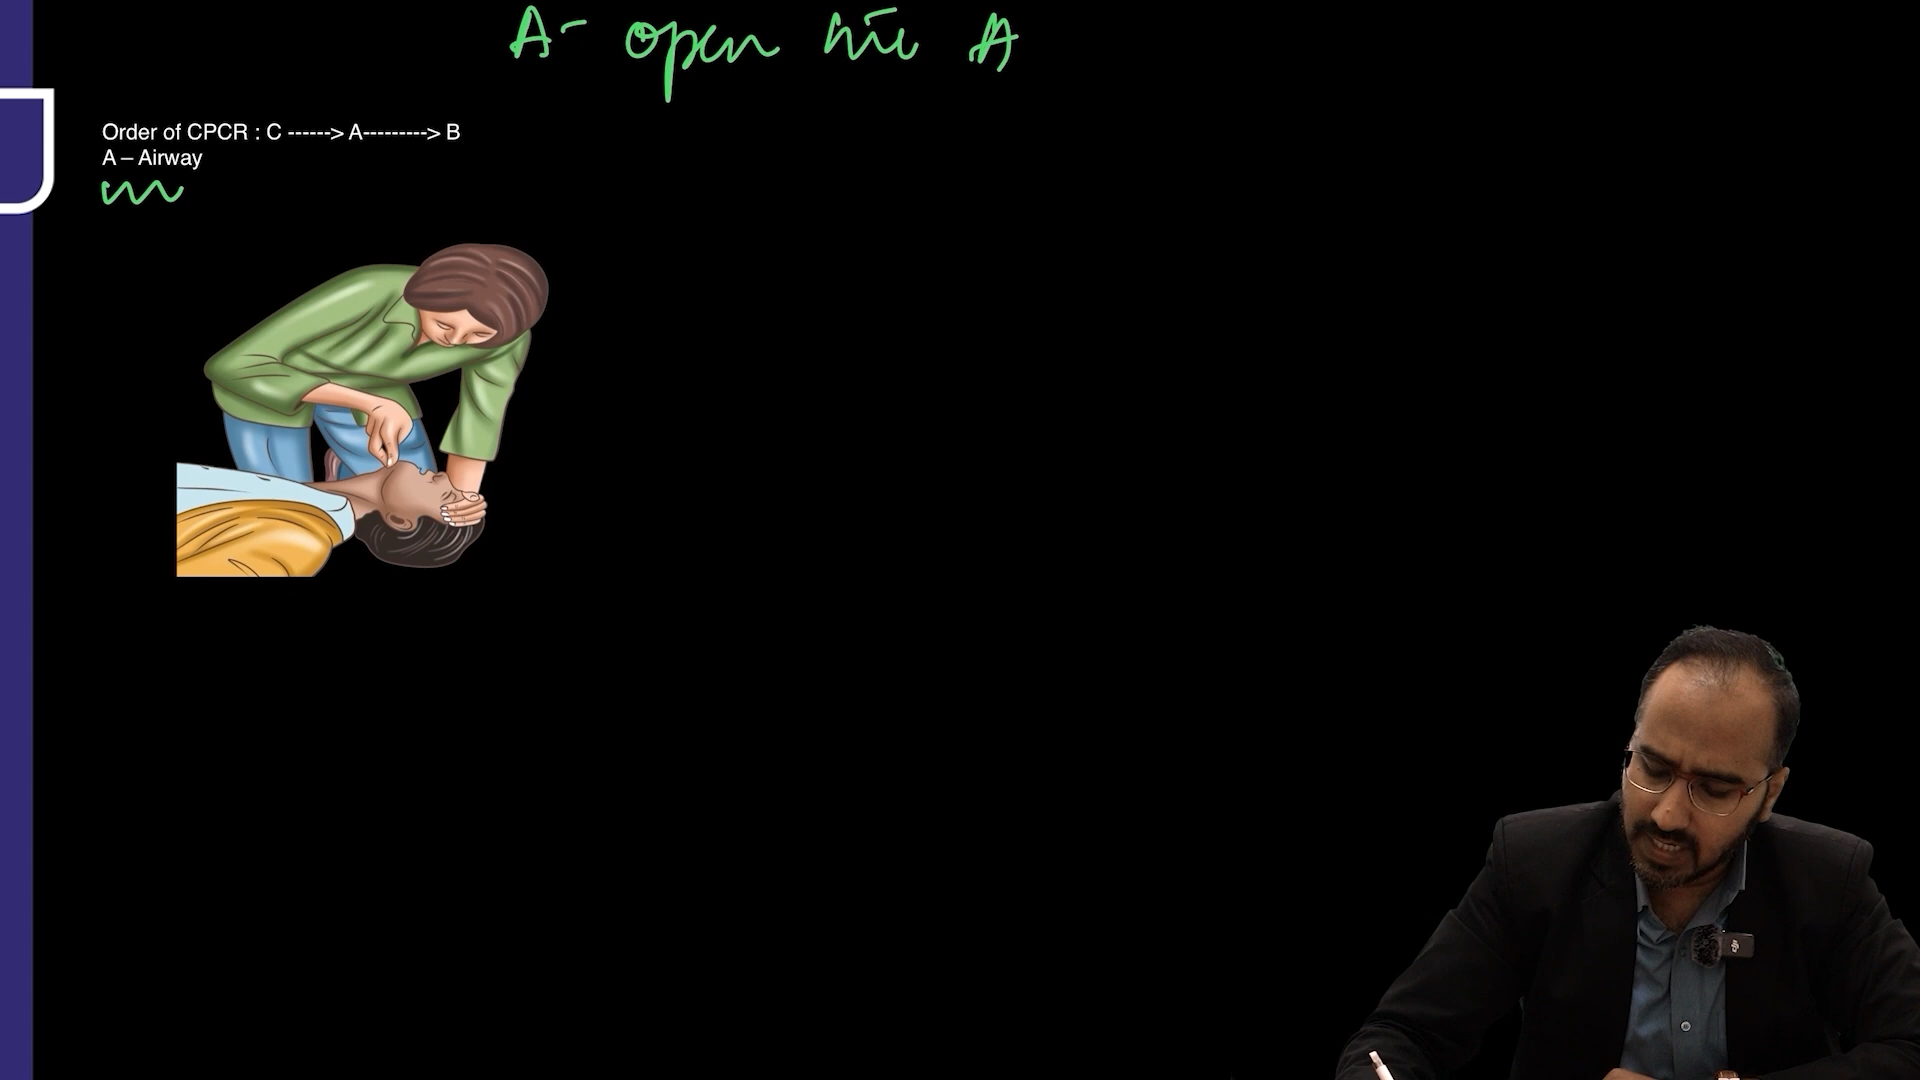 A- open the A
Order of CPCR : C ------> A---------> B
A – Airway